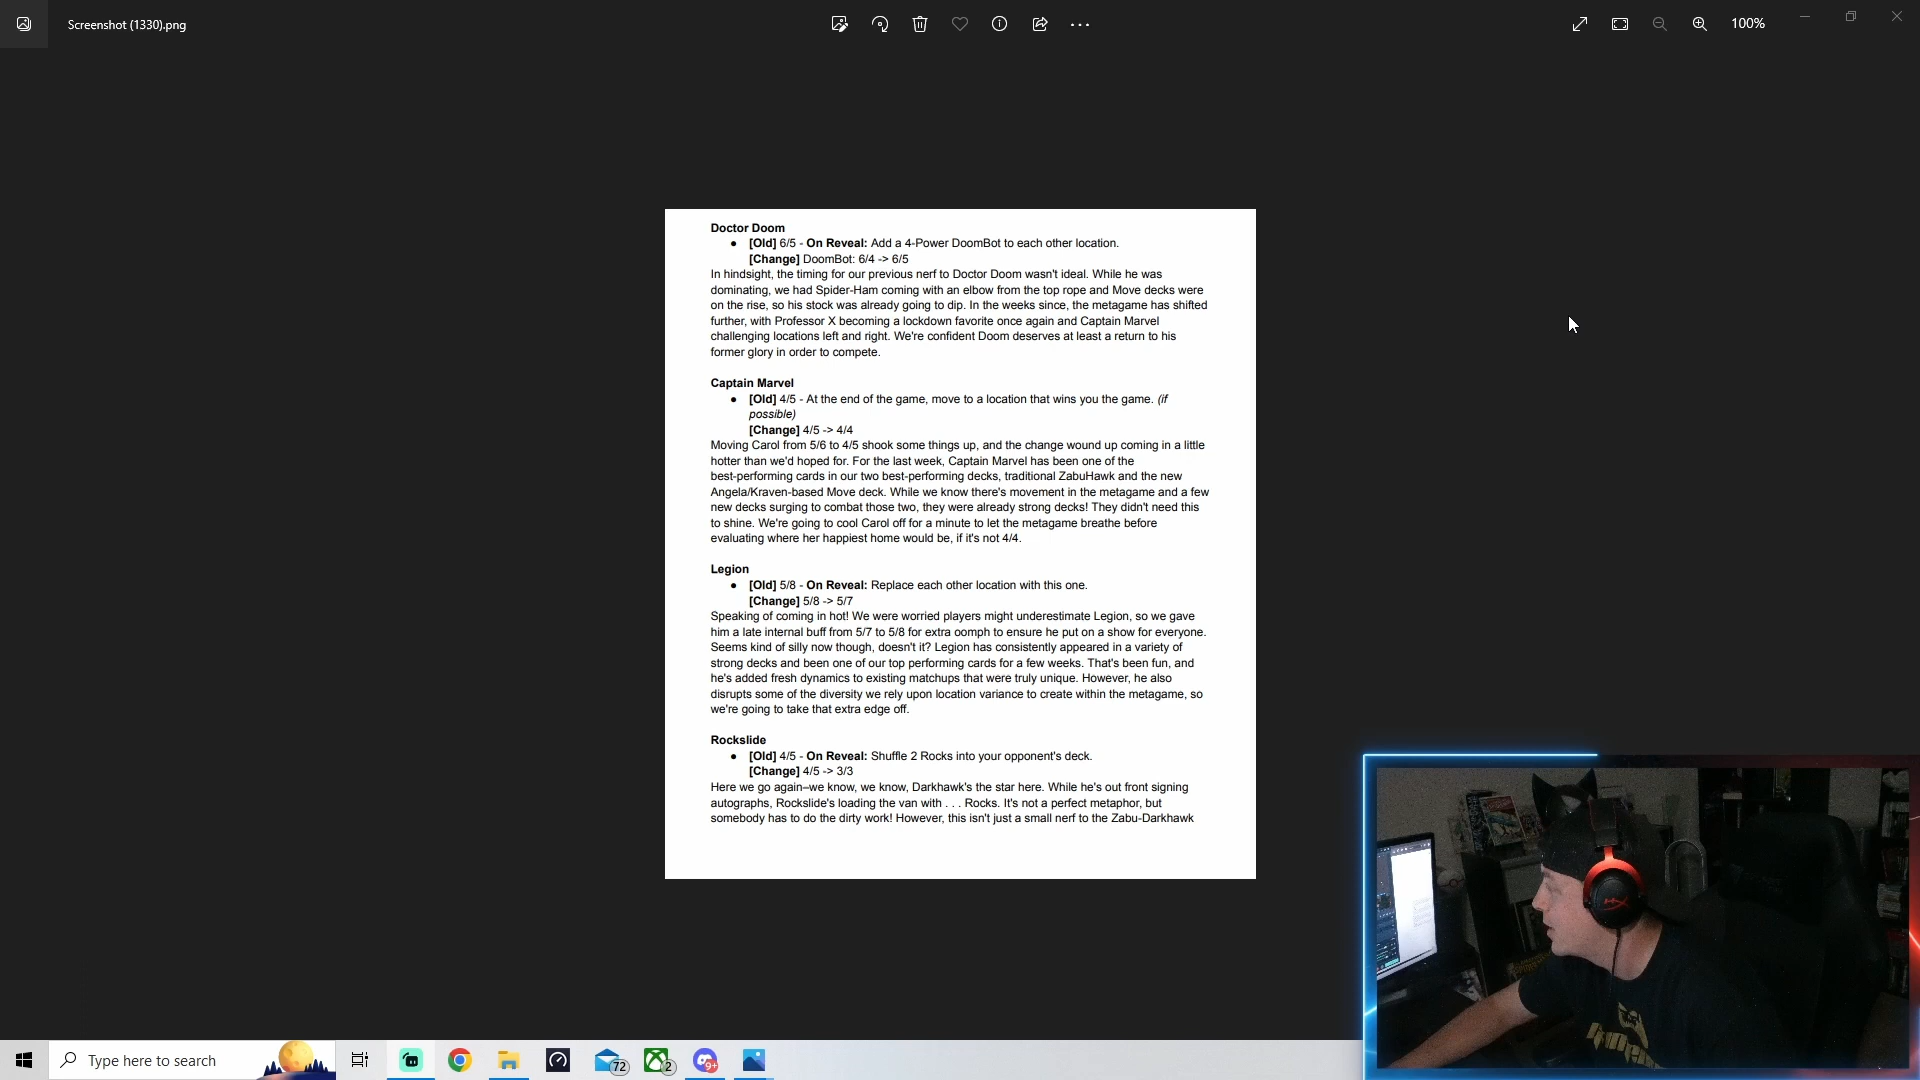 Screenshot (1330).png
100%
Doctor Doom
● [Old] 6/5 - On Reveal: Add a 4-Power DoomBot to each other location.
[Change] DoomBot: 6/4 -> 6/5
In hindsight, the timing for our previous nerf to Doctor Doom wasn't ideal. While he was
dominating, we had Spider-Ham coming with an elbow from the top rope and Move decks were
on the rise, so his stock was already going to dip. In the weeks since, the metagame has shifted
further, with Professor X becoming a lockdown favorite once again and Captain Marvel
challenging locations left and right. We're confident Doom deserves at least a return to his
former glory in order to compete.
Captain Marvel
● [Old] 4/5 - At the end of the game, move to a location that wins you the game. (if
possible)
[Change] 4/5 -> 4/4
Moving Carol from 5/6 to 4/5 shook some things up, and the change wound up coming in a little
hotter than we'd hoped for. For the last week, Captain Marvel has been one of the
best-performing cards in our two best-performing decks, traditional ZabuHawk and the new
Angela/Kraven-based Move deck. While we know there's movement in the metagame and a few
new decks surging to combat those two, they were already strong decks! They didn't need this
to shine. We're going to cool Carol off for a minute to let the metagame breathe before
evaluating where her happiest home would be, if it's not 4/4.
Legion
● [Old] 5/8 - On Reveal: Replace each other location with this one.
[Change] 5/8 -> 5/7
Speaking of coming in hot! We were worried players might underestimate Legion, so we gave
him a late internal buff from 5/7 to 5/8 for extra oomph to ensure he put on a show for everyone.
Seems kind of silly now though, doesn't it? Legion has consistently appeared in a variety of
strong decks and been one of our top performing cards for a few weeks. That's been fun, and
he's added fresh dynamics to existing matchups that were truly unique. However, he also
disrupts some of the diversity we rely upon location variance to create within the metagame, so
we're going to take that extra edge off.
Rockslide
● [Old] 4/5 - On Reveal: Shuffle 2 Rocks into your opponent's deck.
[Change] 4/5 -> 3/3
Here we go again–we know, we know, Darkhawk's the star here. While he's out front signing
autographs, Rockslide's loading the van with . . . Rocks. It's not a perfect metaphor, but
somebody has to do the dirty work! However, this isn't just a small nerf to the Zabu-Darkhawk
Type here to search
72
2
9+